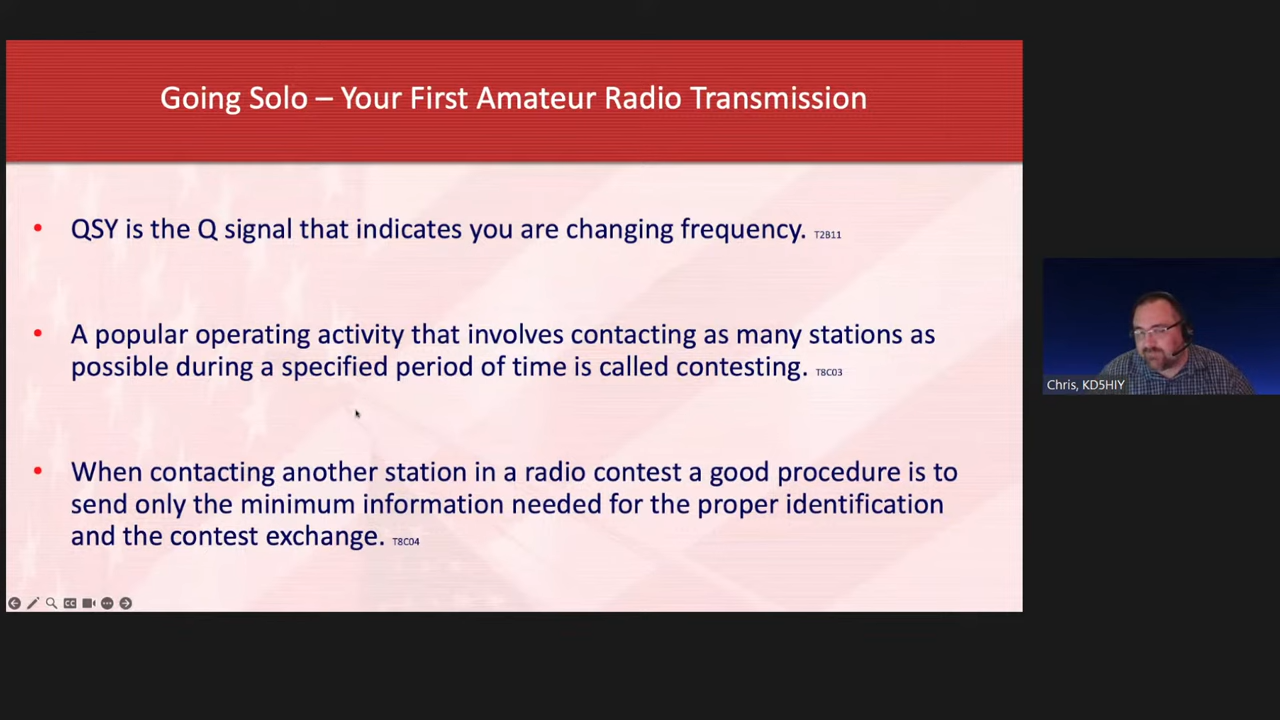 Going Solo – Your First Amateur Radio Transmission
• QSY is the Q signal that indicates you are changing frequency. T2B11
• A popular operating activity that involves contacting as many stations as
possible during a specified period of time is called contesting. T8C03
• When contacting another station in a radio contest a good procedure is to
send only the minimum information needed for the proper identification
and the contest exchange. T8C04
Chris, KD5HIY
CC